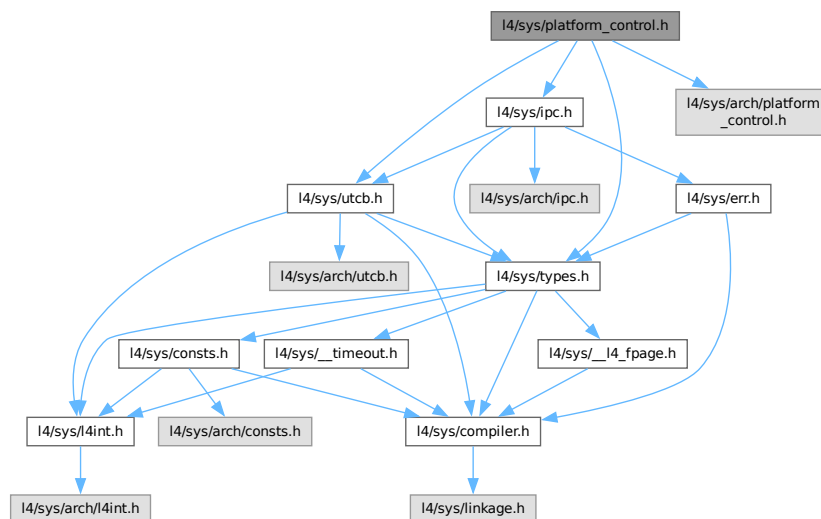 l4/sys/platform_control.h
l4/sys/ipc.h
l4/sys/arch/platform
_control.h
l4/sys/utcb.h
l4/sys/arch/ipc.h
l4/sys/err.h
l4/sys/arch/utcb.h
l4/sys/types.h
l4/sys/consts.h
l4/sys/__timeout.h
l4/sys/__l4_fpage.h
l4/sys/l4int.h
l4/sys/arch/consts.h
l4/sys/compiler.h
l4/sys/arch/l4int.h
l4/sys/linkage.h